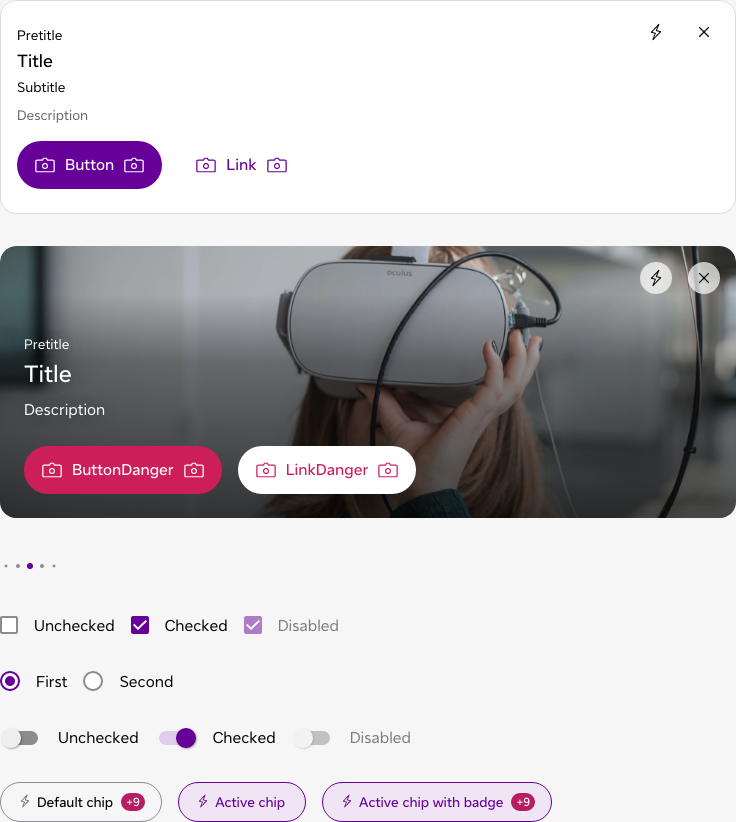 Pretitle
Title
Subtitle
Description
Button Link
oculus
Pretitle
Title
Description
ButtonDanger LinkDanger
Unchecked Checked Disabled
First Second
Unchecked Checked Disabled
Default chip +9 Active chip Active chip with badge +9